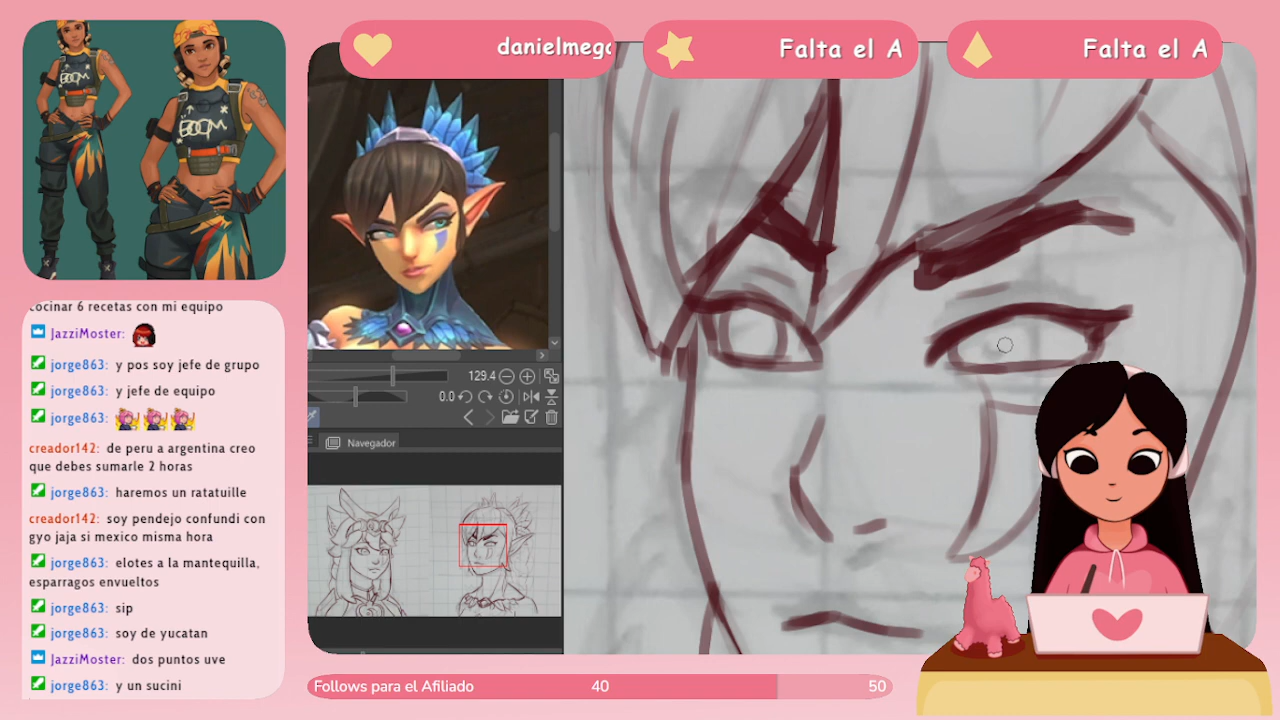 danielmega
Falta el A
Falta el A
BOOM
BOOM
cocinar 6 recetas con mi equipo
JazziMoster:
jorge863: y pos soy jefe de grupo
jorge863: y jefe de equipo
jorge863:
creador142: de peru a argentina creo
que debes sumarle 2 horas
jorge863: haremos un ratatuille
creador142: soy pendejo confundi con
gyo jaja si mexico misma hora
jorge863: elotes a la mantequilla,
esparragos envueltos
jorge863: sip
jorge863: soy de yucatan
JazziMoster: dos puntos uve
jorge863: y un sucini
129.4
0.0
Navegador
Follows para el Afiliado 40 50